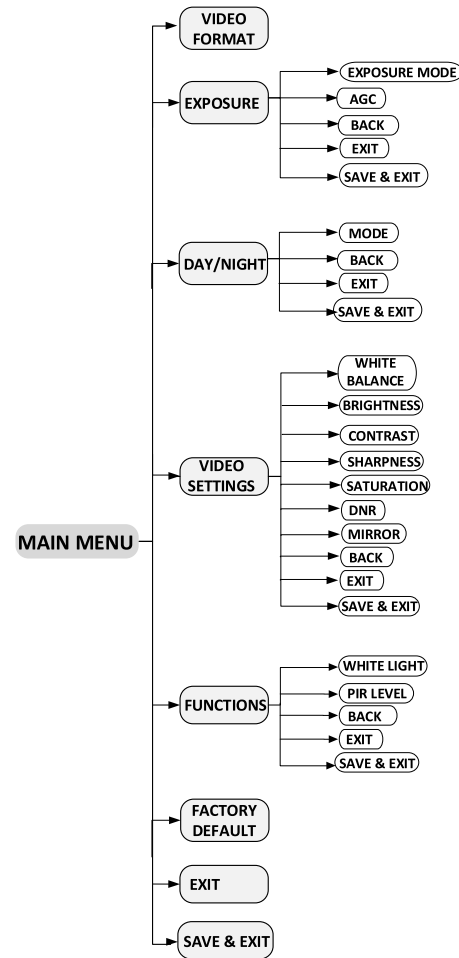 MAIN MENU
VIDEO
FORMAT
EXPOSURE
EXPOSURE MODE
AGC
BACK
EXIT
SAVE & EXIT
DAY/NIGHT
MODE
BACK
EXIT
SAVE & EXIT
VIDEO
SETTINGS
WHITE
BALANCE
BRIGHTNESS
CONTRAST
SHARPNESS
SATURATION
DNR
MIRROR
BACK
EXIT
SAVE & EXIT
FUNCTIONS
WHITE LIGHT
PIR LEVEL
BACK
EXIT
SAVE & EXIT
FACTORY
DEFAULT
EXIT
SAVE & EXIT